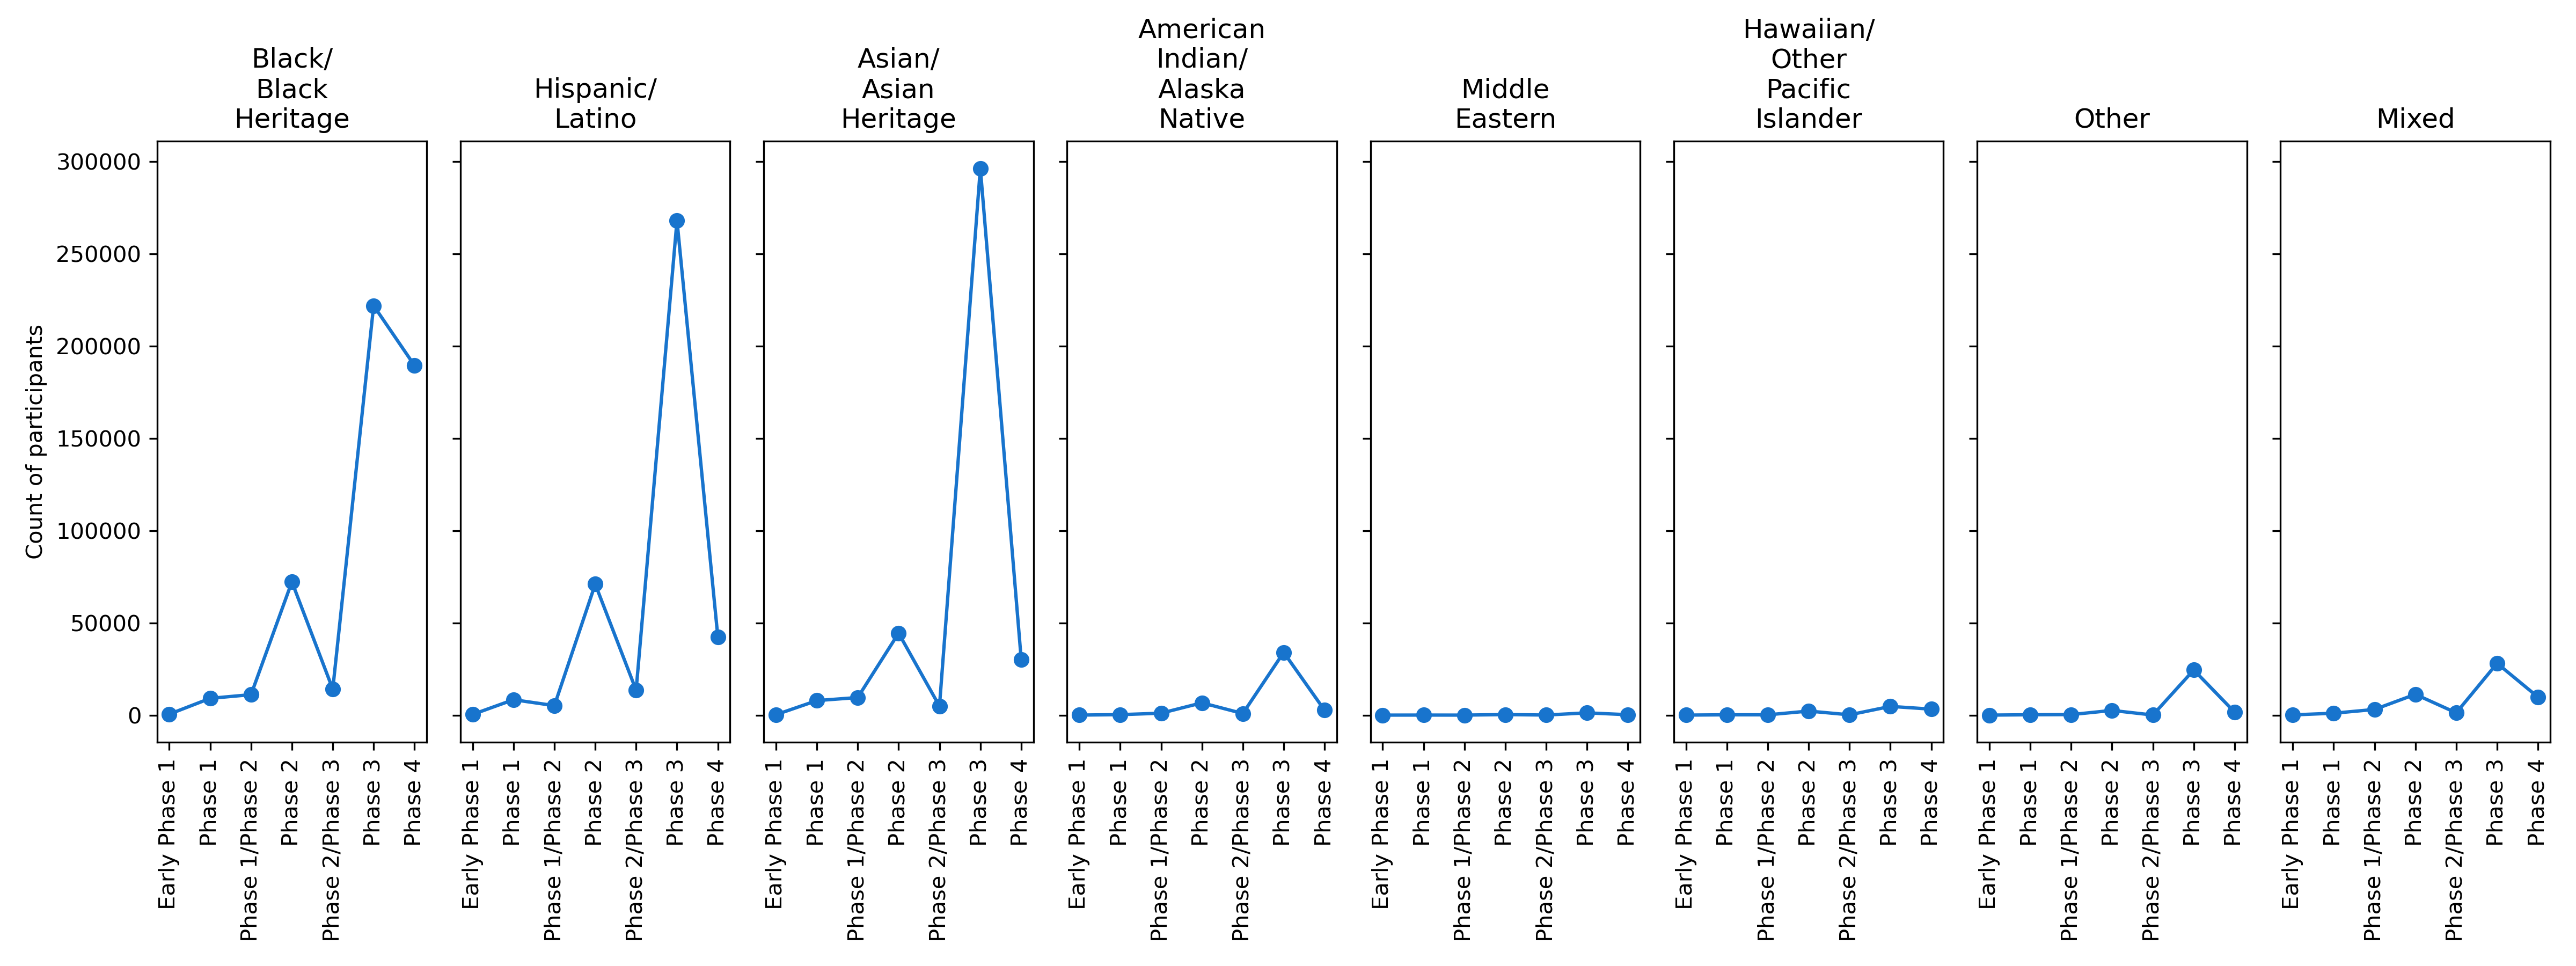 Black/
Black
Heritage
Hispanic/
Latino
Asian/
Asian
Heritage
American
Indian/
Alaska
Native
Middle
Eastern
Hawaiian/
Other
Pacific
Islander
Other
Mixed
Count of participants
300000
250000
200000
150000
100000
50000
0
Early Phase 1
Phase 1
Phase 1/Phase 2
Phase 2
Phase 2/Phase 3
Phase 3
Phase 4
Early Phase 1
Phase 1
Phase 1/Phase 2
Phase 2
Phase 2/Phase 3
Phase 3
Phase 4
Early Phase 1
Phase 1
Phase 1/Phase 2
Phase 2
Phase 2/Phase 3
Phase 3
Phase 4
Early Phase 1
Phase 1
Phase 1/Phase 2
Phase 2
Phase 2/Phase 3
Phase 3
Phase 4
Early Phase 1
Phase 1
Phase 1/Phase 2
Phase 2
Phase 2/Phase 3
Phase 3
Phase 4
Early Phase 1
Phase 1
Phase 1/Phase 2
Phase 2
Phase 2/Phase 3
Phase 3
Phase 4
Early Phase 1
Phase 1
Phase 1/Phase 2
Phase 2
Phase 2/Phase 3
Phase 3
Phase 4
Early Phase 1
Phase 1
Phase 1/Phase 2
Phase 2
Phase 2/Phase 3
Phase 3
Phase 4